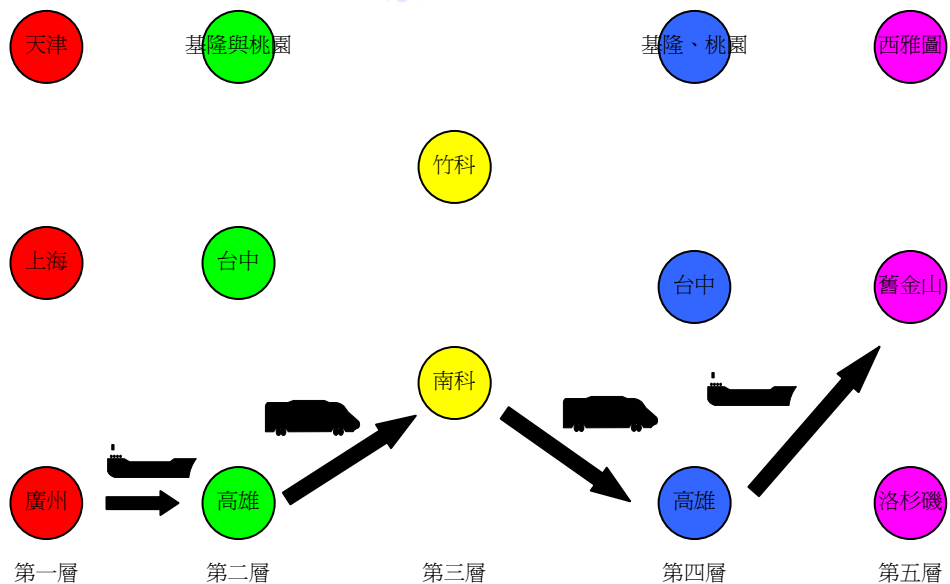 天津
基隆與桃園
基隆、桃園
西雅圖
竹科
上海
台中
台中
舊金山
南科
廣州
高雄
高雄
洛杉磯
第一層
第二層
第三層
第四層
第五層